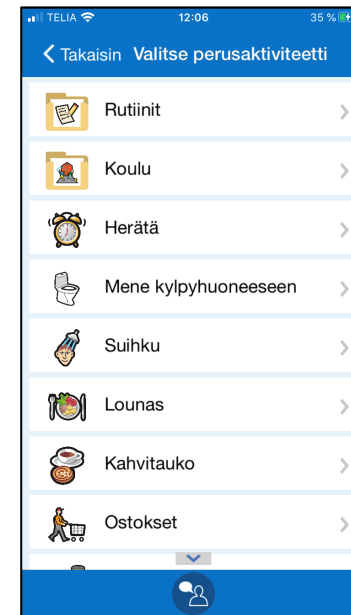 TELIA 12:06 35 %
Takaisin Valitse perusaktiviteetti
Rutiinit
Koulu
Herätä
Mene kylpyhuoneeseen
Suihku
Lounas
Kahvitauko
Ostokset